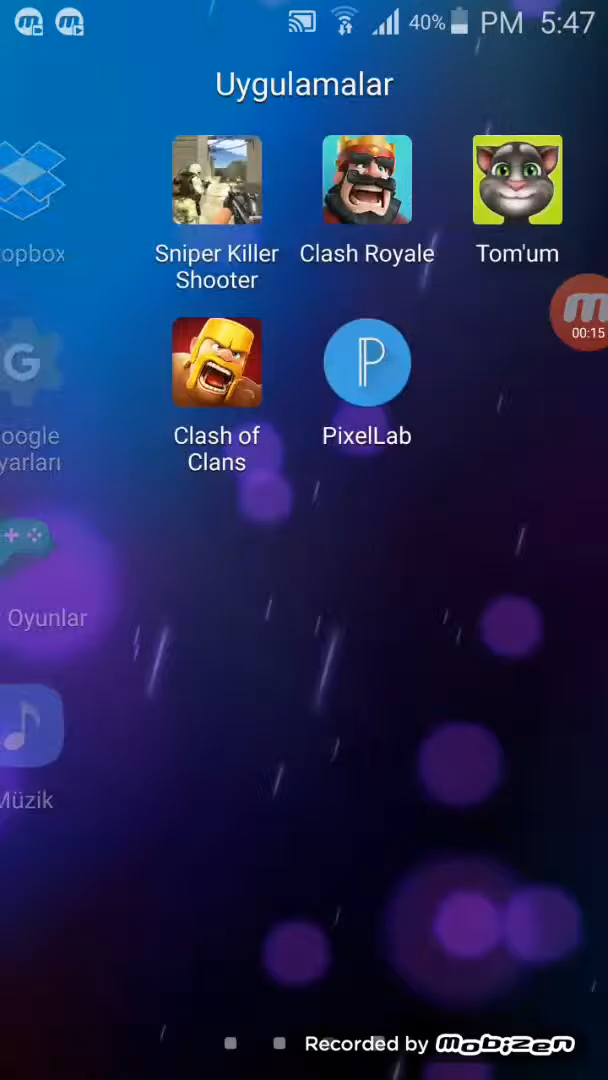 40% PM 5:47
Uygulamalar
opbox
Sniper Killer
Shooter
Clash Royale
Tom'um
00:15
G
oogle
yarları
Clash of
Clans
P
PixelLab
Oyunlar
Müzik
Recorded by Mobizen